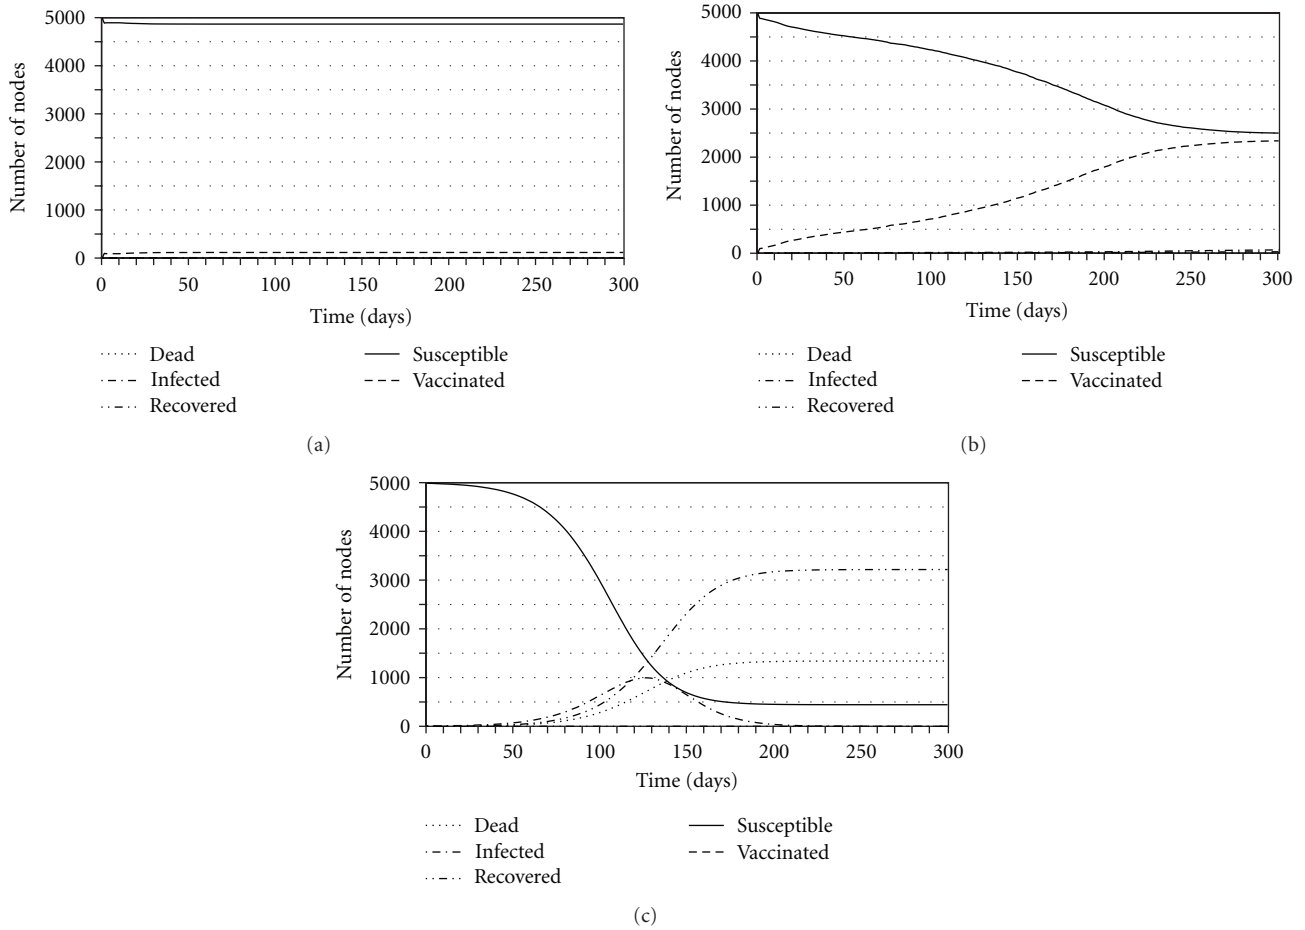 5000
4000
3000
2000
1000
0
Number of nodes
0 50 100 150 200 250 300
Time (days)
Dead
Infected
Recovered
Susceptible
Vaccinated
(a)
5000
4000
3000
2000
1000
0
Number of nodes
0 50 100 150 200 250 300
Time (days)
Dead
Infected
Recovered
Susceptible
Vaccinated
(b)
5000
4000
3000
2000
1000
0
Number of nodes
0 50 100 150 200 250 300
Time (days)
Dead
Infected
Recovered
Susceptible
Vaccinated
(c)